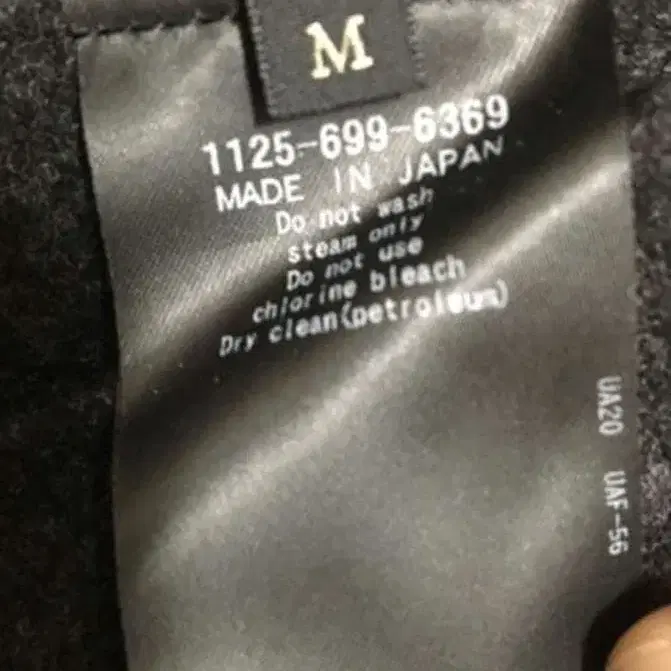 M
1125-699-6369
MADE IN JAPAN
Do not wash
steam only
Do not use
chlorine bleach
Dry clean(petroleum)
UA20 UAF-56